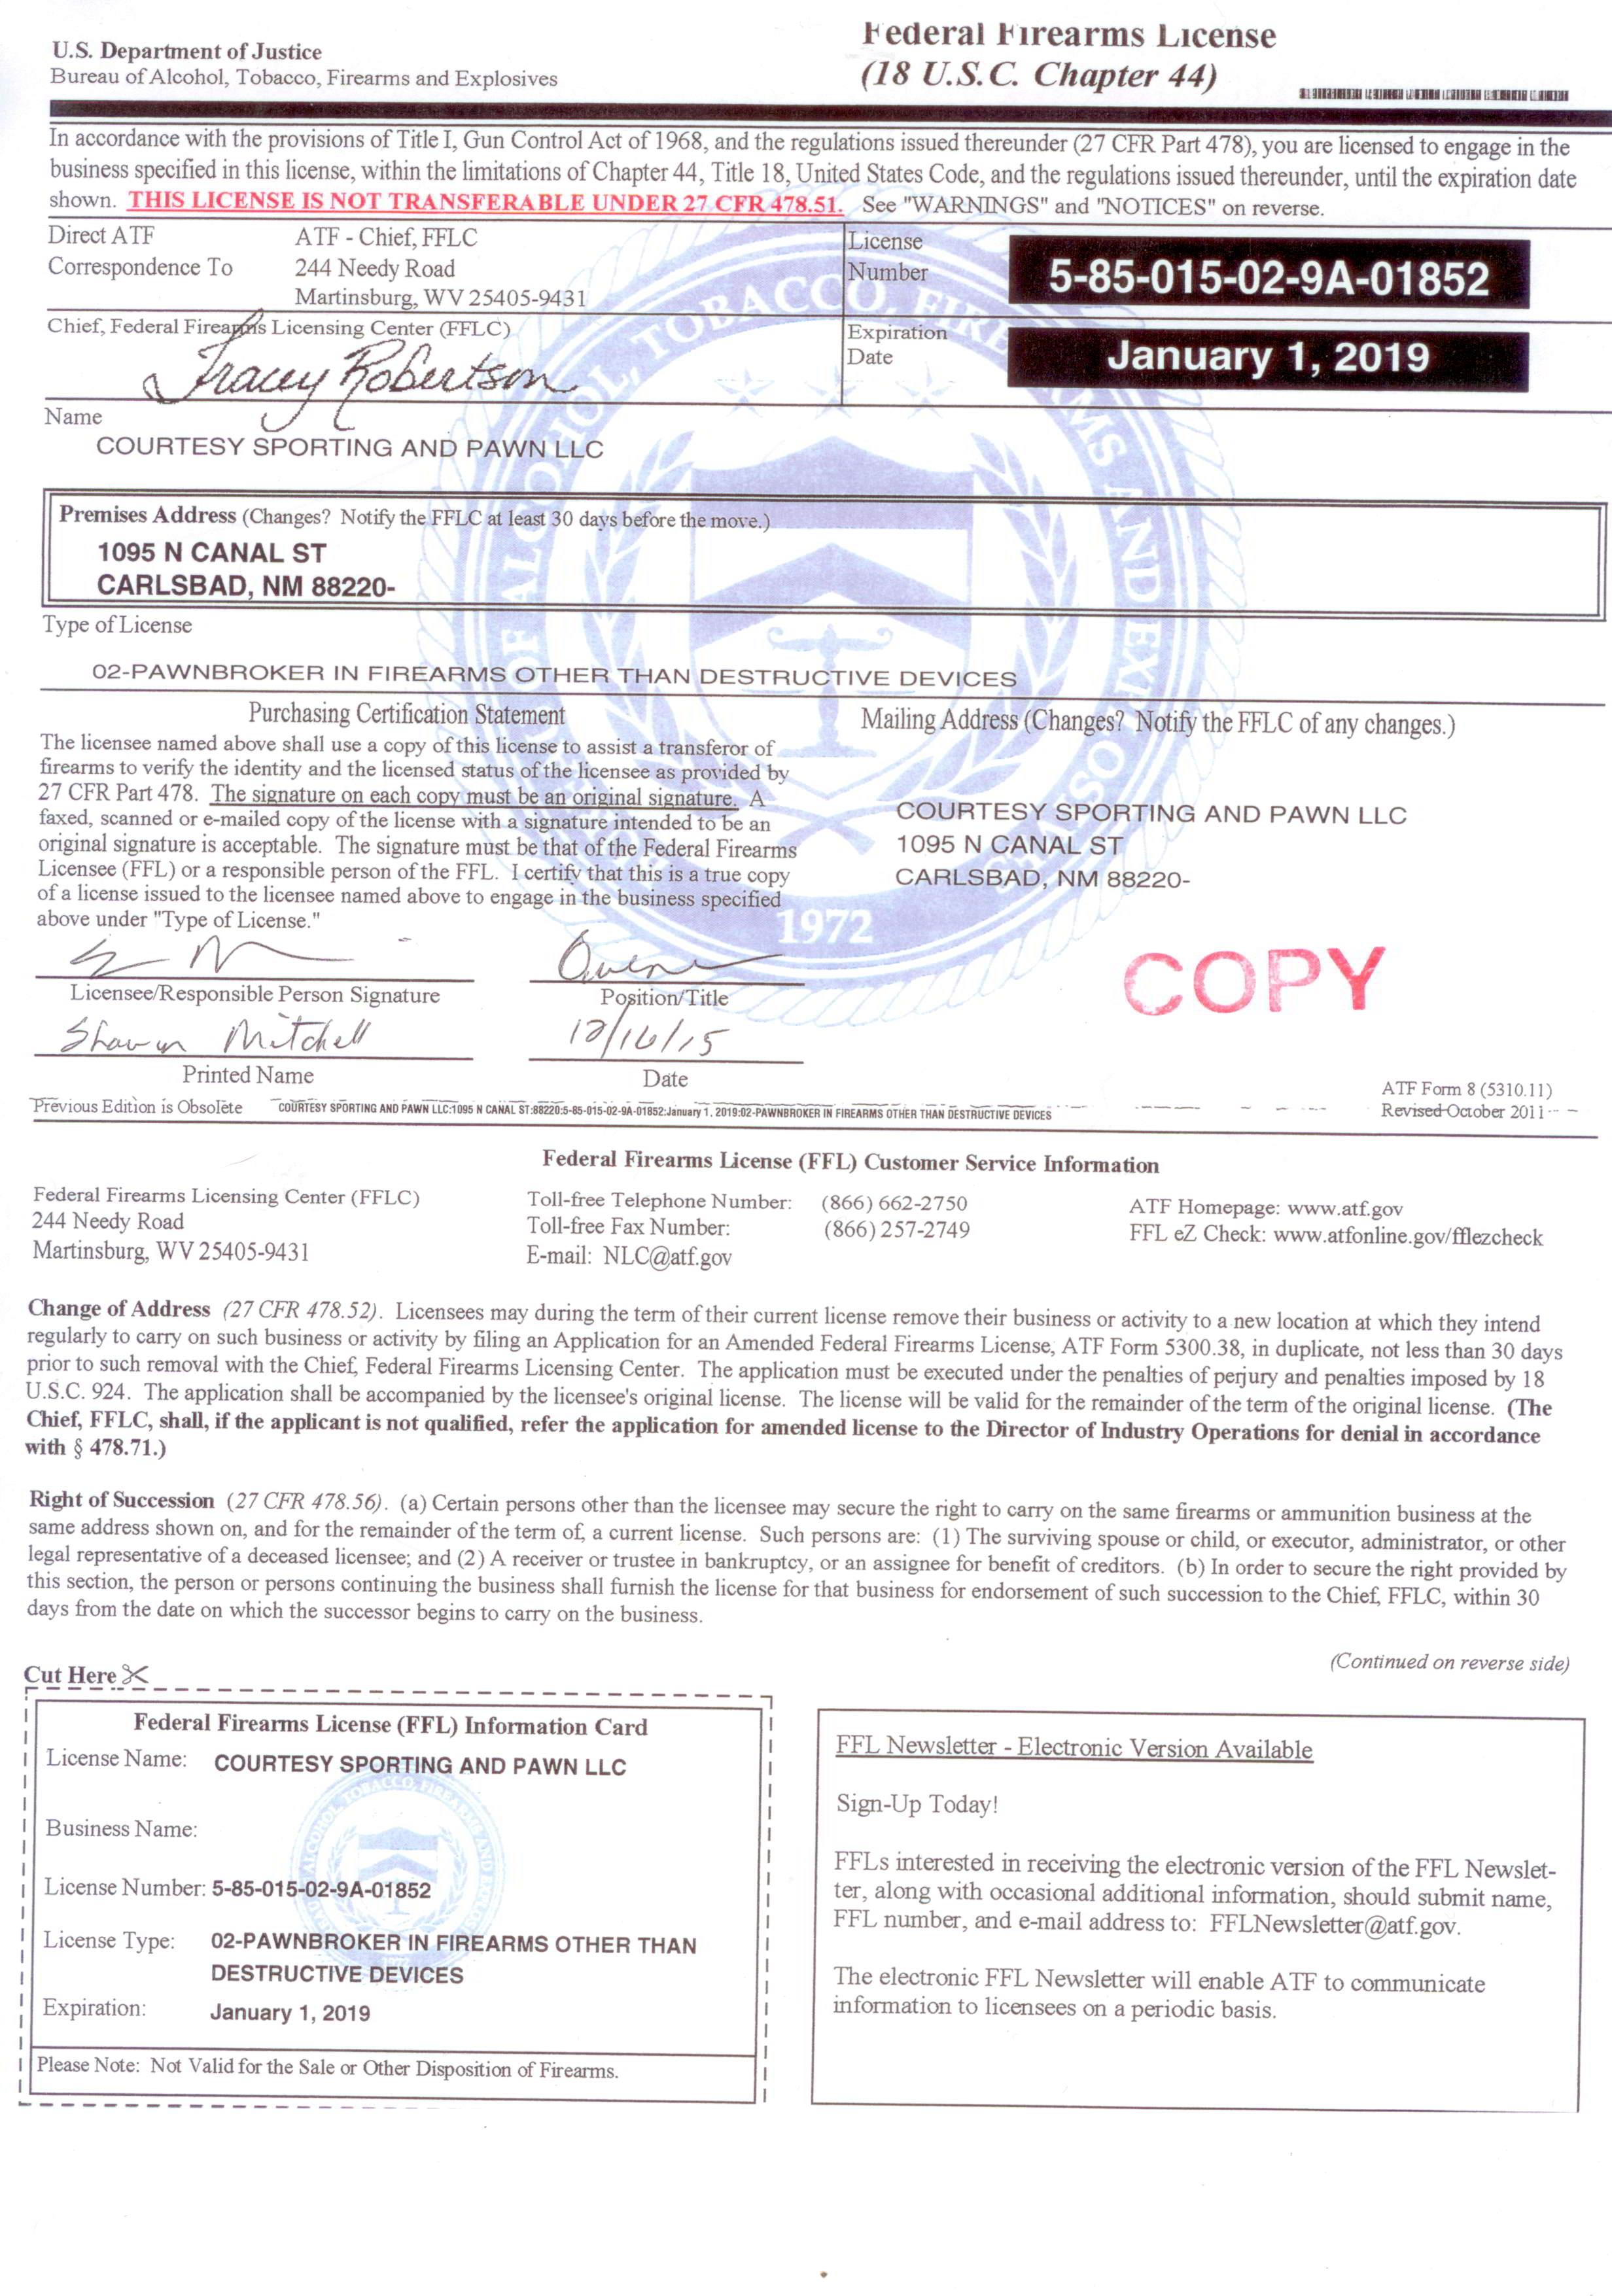 U.S. Department of Justice
Bureau of Alcohol, Tobacco, Firearms and Explosives
Federal Firearms License
(18 U.S.C. Chapter 44)
In accordance with the provisions of Title I, Gun Control Act of 1968, and the regulations issued thereunder (27 CFR Part 478), you are licensed to engage in the
business specified in this license, within the limitations of Chapter 44, Title 18, United States Code, and the regulations issued thereunder, until the expiration date
shown. THIS LICENSE IS NOT TRANSFERABLE UNDER 27 CFR 478.51. See "WARNINGS" and "NOTICES" on reverse.
Direct ATF
Correspondence To
ATF - Chief, FFLC
244 Needy Road
Martinsburg, WV 25405-9431
License
Number
5-85-015-02-9A-01852
Chief, Federal Firearms Licensing Center (FFLC)
Tracey Robertson
Expiration
Date
January 1, 2019
Name
COURTESY SPORTING AND PAWN LLC
Premises Address (Changes? Notify the FFLC at least 30 days before the move.)
1095 N CANAL ST
CARLSBAD, NM 88220-
Type of License
02-PAWNBROKER IN FIREARMS OTHER THAN DESTRUCTIVE DEVICES
Purchasing Certification Statement
The licensee named above shall use a copy of this license to assist a transferor of
firearms to verify the identity and the licensed status of the licensee as provided by
27 CFR Part 478. The signature on each copy must be an original signature. A
faxed, scanned or e-mailed copy of the license with a signature intended to be an
original signature is acceptable. The signature must be that of the Federal Firearms
Licensee (FFL) or a responsible person of the FFL. I certify that this is a true copy
of a license issued to the licensee named above to engage in the business specified
above under "Type of License."
Mailing Address (Changes? Notify the FFLC of any changes.)
COURTESY SPORTING AND PAWN LLC
1095 N CANAL ST
CARLSBAD, NM 88220-
BUREAU OF ALCOHOL, TOBACCO, FIREARMS AND EXPLOSIVES
1972
Owner
Licensee/Responsible Person Signature
Position/Title
COPY
Shawn Mitchell
12/16/15
Printed Name
Date
Previous Edition is Obsolete
COURTESY SPORTING AND PAWN LLC:1095 N CANAL ST:88220:5-85-015-02-9A-01852:January 1, 2019:02-PAWNBROKER IN FIREARMS OTHER THAN DESTRUCTIVE DEVICES
ATF Form 8 (5310.11)
Revised October 2011
Federal Firearms License (FFL) Customer Service Information
Federal Firearms Licensing Center (FFLC)
244 Needy Road
Martinsburg, WV 25405-9431
Toll-free Telephone Number: (866) 662-2750
Toll-free Fax Number: (866) 257-2749
E-mail: NLC@atf.gov
ATF Homepage: www.atf.gov
FFL eZ Check: www.atfonline.gov/fflezcheck
Change of Address (27 CFR 478.52). Licensees may during the term of their current license remove their business or activity to a new location at which they intend
regularly to carry on such business or activity by filing an Application for an Amended Federal Firearms License, ATF Form 5300.38, in duplicate, not less than 30 days
prior to such removal with the Chief, Federal Firearms Licensing Center. The application must be executed under the penalties of perjury and penalties imposed by 18
U.S.C. 924. The application shall be accompanied by the licensee's original license. The license will be valid for the remainder of the term of the original license. (The
Chief, FFLC, shall, if the applicant is not qualified, refer the application for amended license to the Director of Industry Operations for denial in accordance
with § 478.71.)
Right of Succession (27 CFR 478.56). (a) Certain persons other than the licensee may secure the right to carry on the same firearms or ammunition business at the
same address shown on, and for the remainder of the term of, a current license. Such persons are: (1) The surviving spouse or child, or executor, administrator, or other
legal representative of a deceased licensee; and (2) A receiver or trustee in bankruptcy, or an assignee for benefit of creditors. (b) In order to secure the right provided by
this section, the person or persons continuing the business shall furnish the license for that business for endorsement of such succession to the Chief, FFLC, within 30
days from the date on which the successor begins to carry on the business.
(Continued on reverse side)
Cut Here
Federal Firearms License (FFL) Information Card
License Name: COURTESY SPORTING AND PAWN LLC
Business Name:
License Number: 5-85-015-02-9A-01852
License Type: 02-PAWNBROKER IN FIREARMS OTHER THAN
DESTRUCTIVE DEVICES
Expiration: January 1, 2019
Please Note: Not Valid for the Sale or Other Disposition of Firearms.
FFL Newsletter - Electronic Version Available
Sign-Up Today!
FFLs interested in receiving the electronic version of the FFL Newslet-
ter, along with occasional additional information, should submit name,
FFL number, and e-mail address to: FFLNewsletter@atf.gov.
The electronic FFL Newsletter will enable ATF to communicate
information to licensees on a periodic basis.